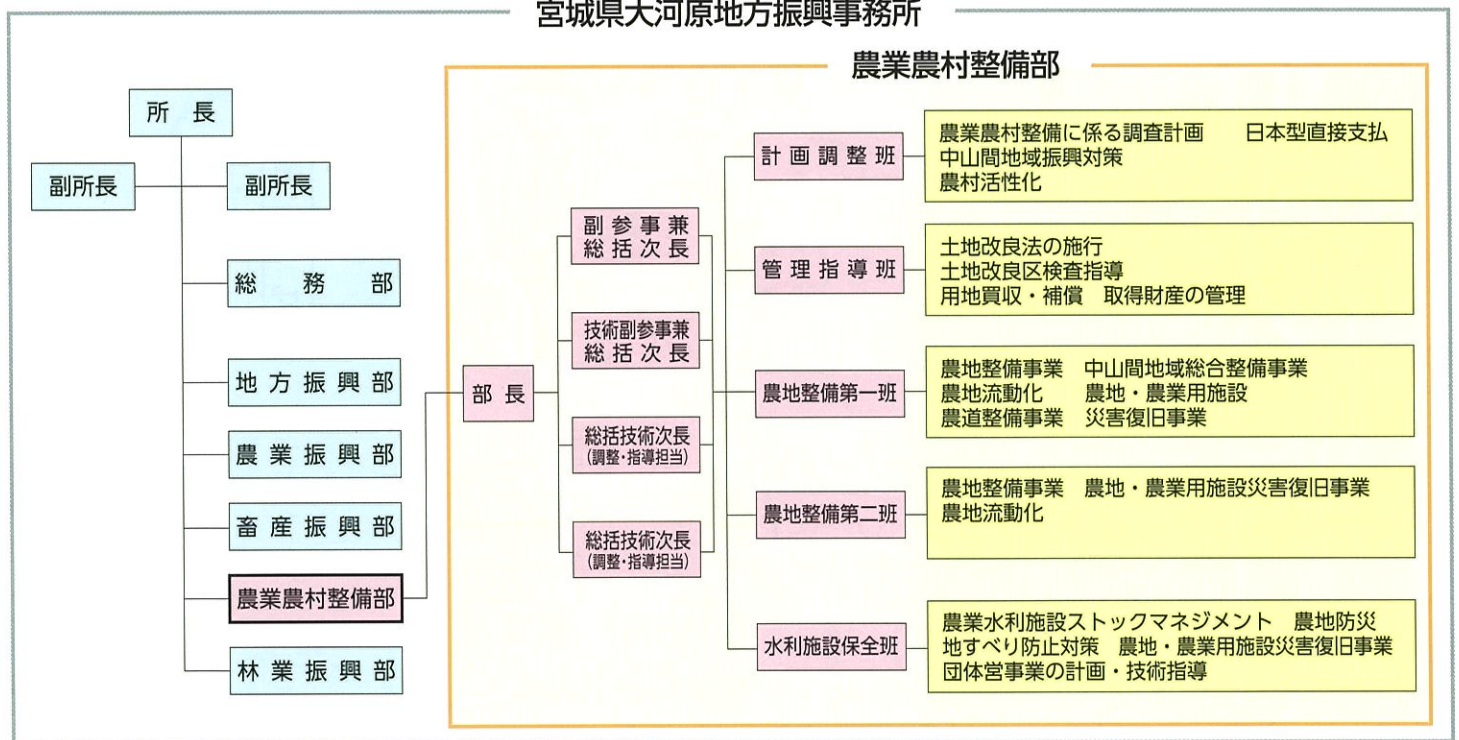 宮城県大河原地方振興事務所
農業農村整備部
所長
副所長
副所長
総務部
地方振興部
農業振興部
畜産振興部
農業農村整備部
林業振興部
部長
副参事兼
総括次長
技術副参事兼
総括次長
総括技術次長
(調整・指導担当)
総括技術次長
(調整・指導担当)
計画調整班
農業農村整備に係る調査計画 日本型直接支払
中山間地域振興対策
農村活性化
管理指導班
土地改良法の施行
土地改良区検査指導
用地買収・補償 取得財産の管理
農地整備第一班
農地整備事業 中山間地域総合整備事業
農地流動化 農地・農業用施設
農道整備事業 災害復旧事業
農地整備第二班
農地整備事業 農地・農業用施設災害復旧事業
農地流動化
水利施設保全班
農業水利施設ストックマネジメント 農地防災
地すべり防止対策 農地・農業用施設災害復旧事業
団体営事業の計画・技術指導